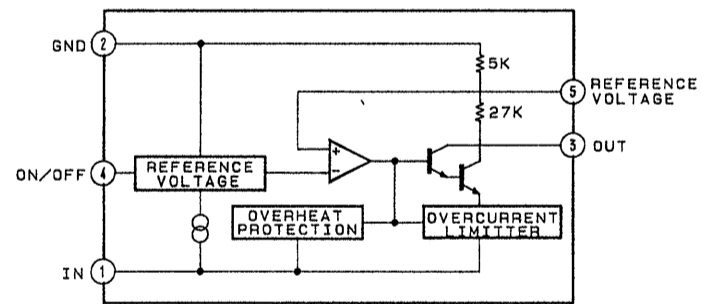 GND 2
5K
5 REFERENCE
VOLTAGE
27K
3 OUT
+
-
ON/OFF 4
REFERENCE
VOLTAGE
OVERHEAT
PROTECTION
OVERCURRENT
LIMITTER
IN 1